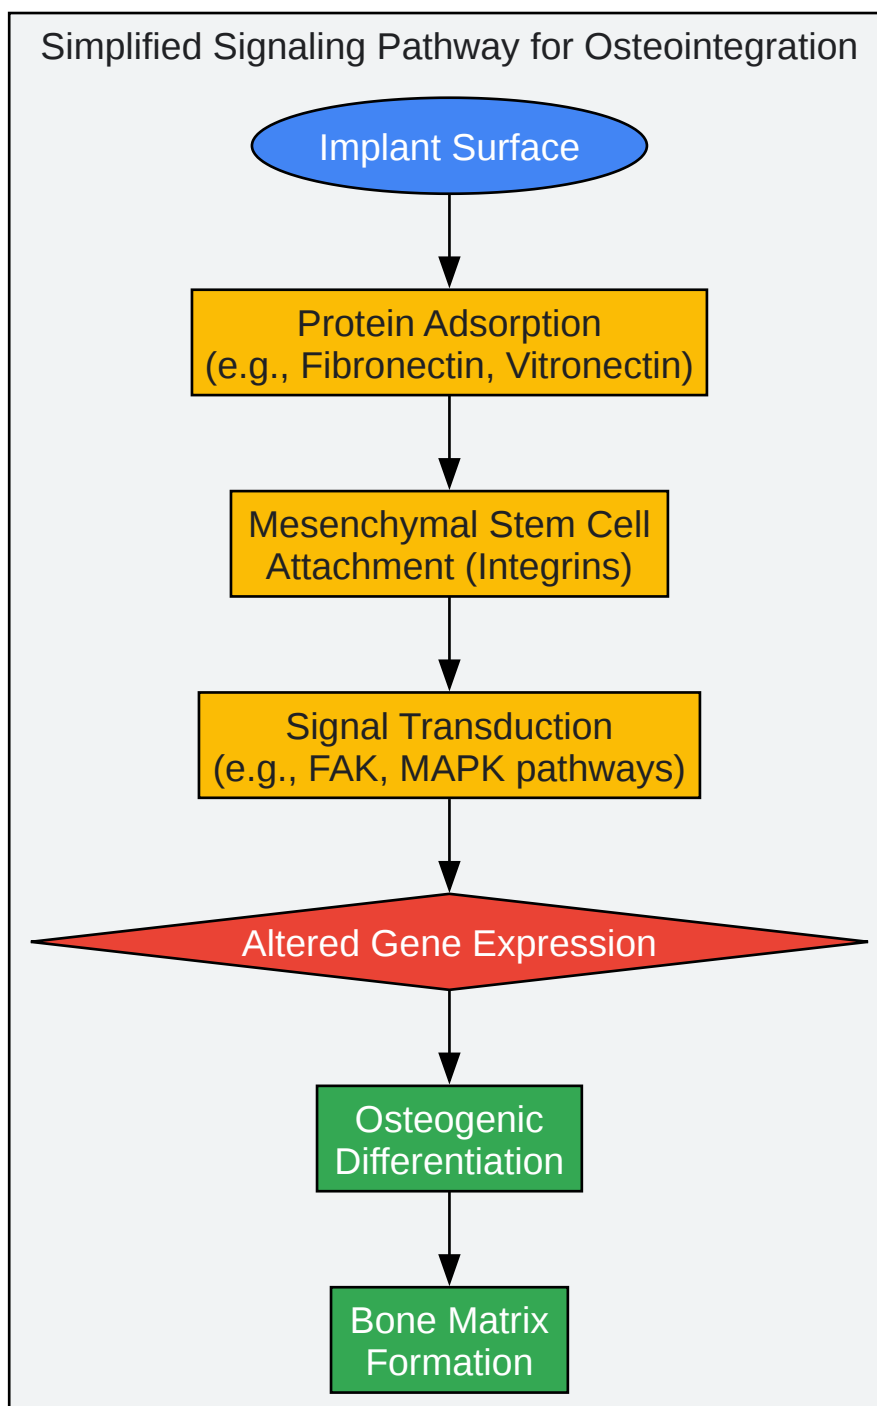 Simplified Signaling Pathway for Osteointegration
Implant Surface
Protein Adsorption
(e.g., Fibronectin, Vitronectin)
Mesenchymal Stem Cell
Attachment (Integrins)
Signal Transduction
(e.g., FAK, MAPK pathways)
Altered Gene Expression
Osteogenic
Differentiation
Bone Matrix
Formation